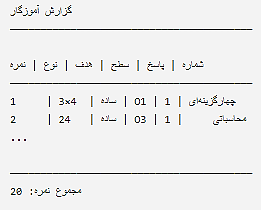 گزارش آموزگار
شماره | پاسخ | سطح | هدف | نوع | نمره
1 | 3×4 | چهارگزینه‌ای | 1 | 01 | ساده
2 | 24 | محاسباتی | 1 | 03 | ساده
...
مجموع نمره: 20